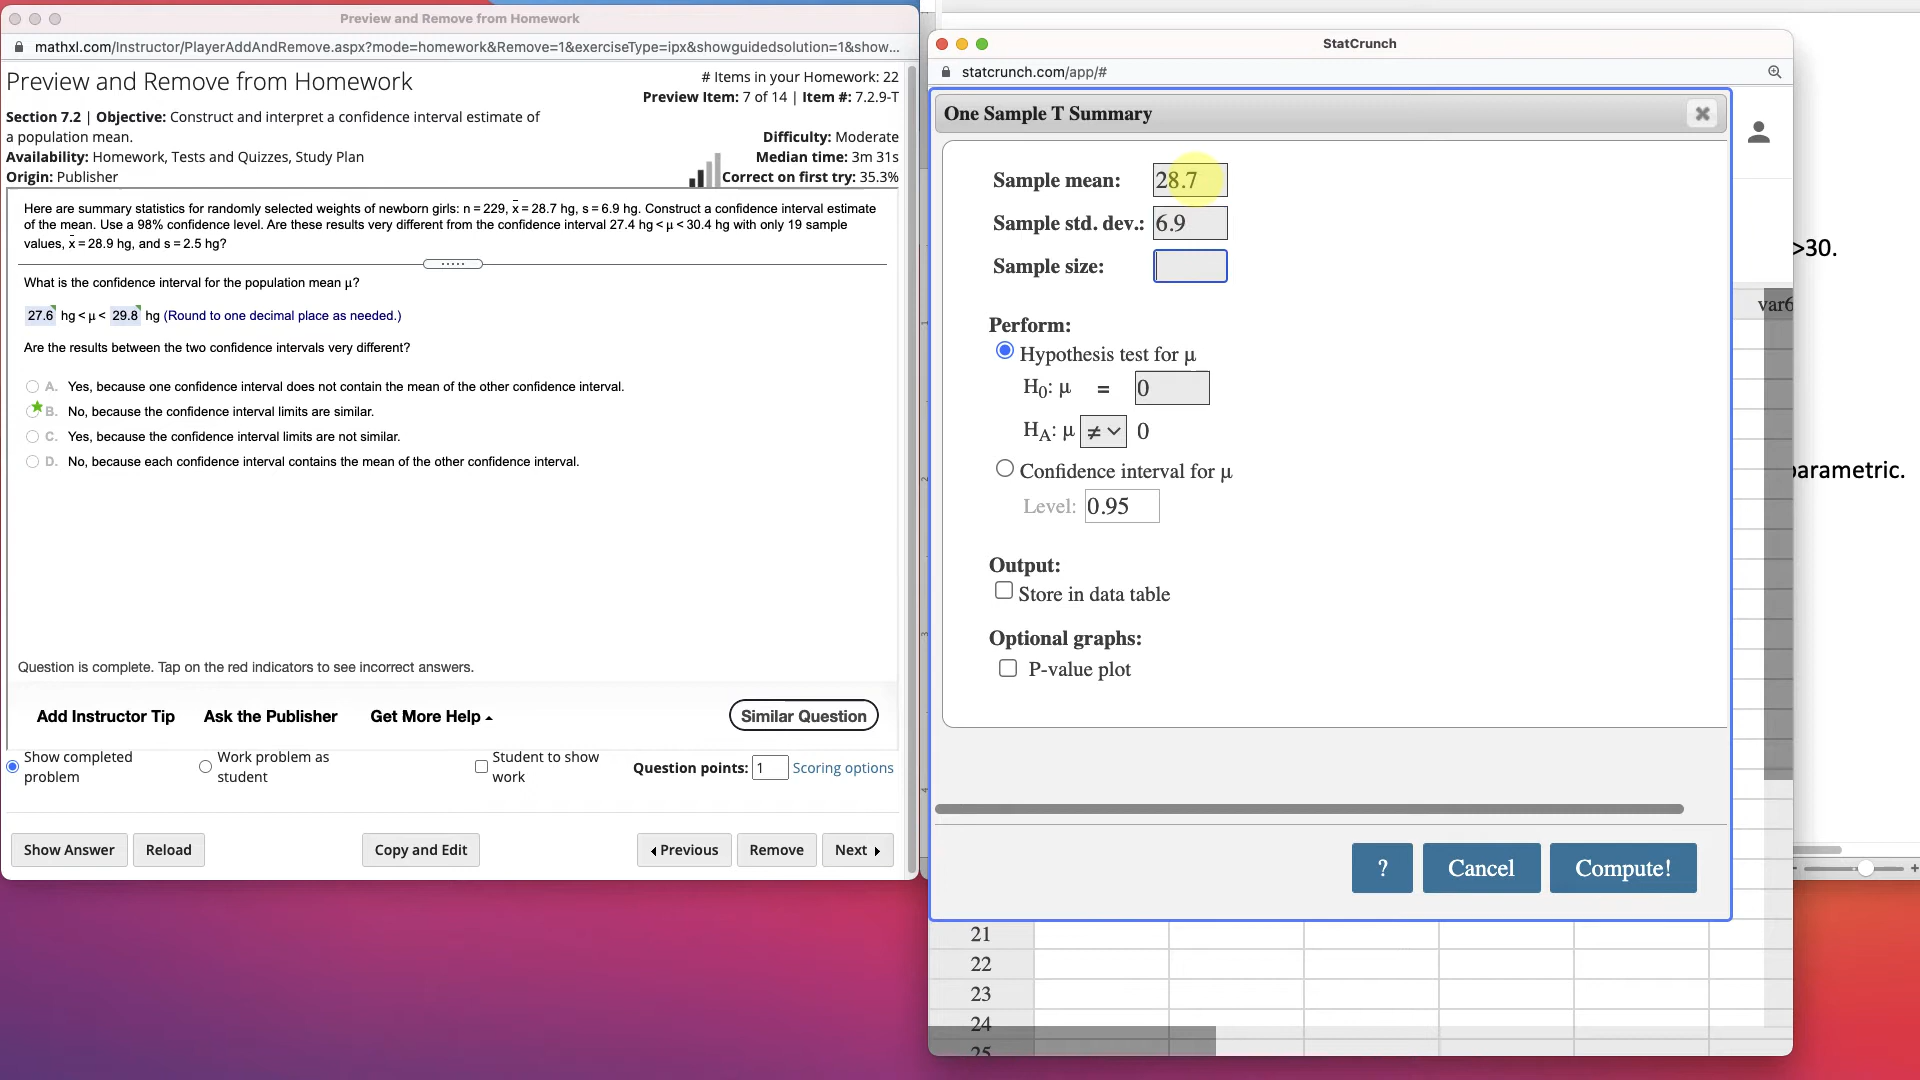 Preview and Remove from Homework
mathxl.com/Instructor/PlayerAddAndRemove.aspx?mode=homework&Remove=1&exerciseType=ipx&showguidedsolution=1&show...
Preview and Remove from Homework
# Items in your Homework: 22
Preview Item: 7 of 14 | Item #: 7.2.9-T
Section 7.2 | Objective: Construct and interpret a confidence interval estimate of
a population mean.
Difficulty: Moderate
Availability: Homework, Tests and Quizzes, Study Plan
Median time: 3m 31s
Origin: Publisher
Correct on first try: 35.3%
Here are summary statistics for randomly selected weights of newborn girls: n = 229, x̄ = 28.7 hg, s = 6.9 hg. Construct a confidence interval estimate
of the mean. Use a 98% confidence level. Are these results very different from the confidence interval 27.4 hg < μ < 30.4 hg with only 19 sample
values, x̄ = 28.9 hg, and s = 2.5 hg?
What is the confidence interval for the population mean μ?
27.6 hg < μ < 29.8 hg (Round to one decimal place as needed.)
Are the results between the two confidence intervals very different?
A. Yes, because one confidence interval does not contain the mean of the other confidence interval.
B. No, because the confidence interval limits are similar.
C. Yes, because the confidence interval limits are not similar.
D. No, because each confidence interval contains the mean of the other confidence interval.
Question is complete. Tap on the red indicators to see incorrect answers.
Add Instructor Tip Ask the Publisher Get More Help Similar Question
Show completed
problem
Work problem as
student
Student to show
work
Question points: 1 Scoring options
Show Answer Reload Copy and Edit Previous Remove Next
StatCrunch
statcrunch.com/app/#
One Sample T Summary
Sample mean: 28.7
Sample std. dev.: 6.9
Sample size:
Perform:
Hypothesis test for μ
H0: μ = 0
HA: μ ≠ 0
Confidence interval for μ
Level: 0.95
Output:
Store in data table
Optional graphs:
P-value plot
? Cancel Compute!
21
22
23
24
25
var6
>30.
parametric.